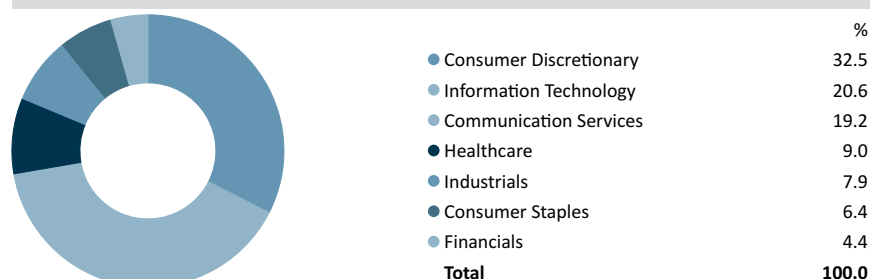 %
Consumer Discretionary 32.5
Information Technology 20.6
Communication Services 19.2
Healthcare 9.0
Industrials 7.9
Consumer Staples 6.4
Financials 4.4
Total 100.0